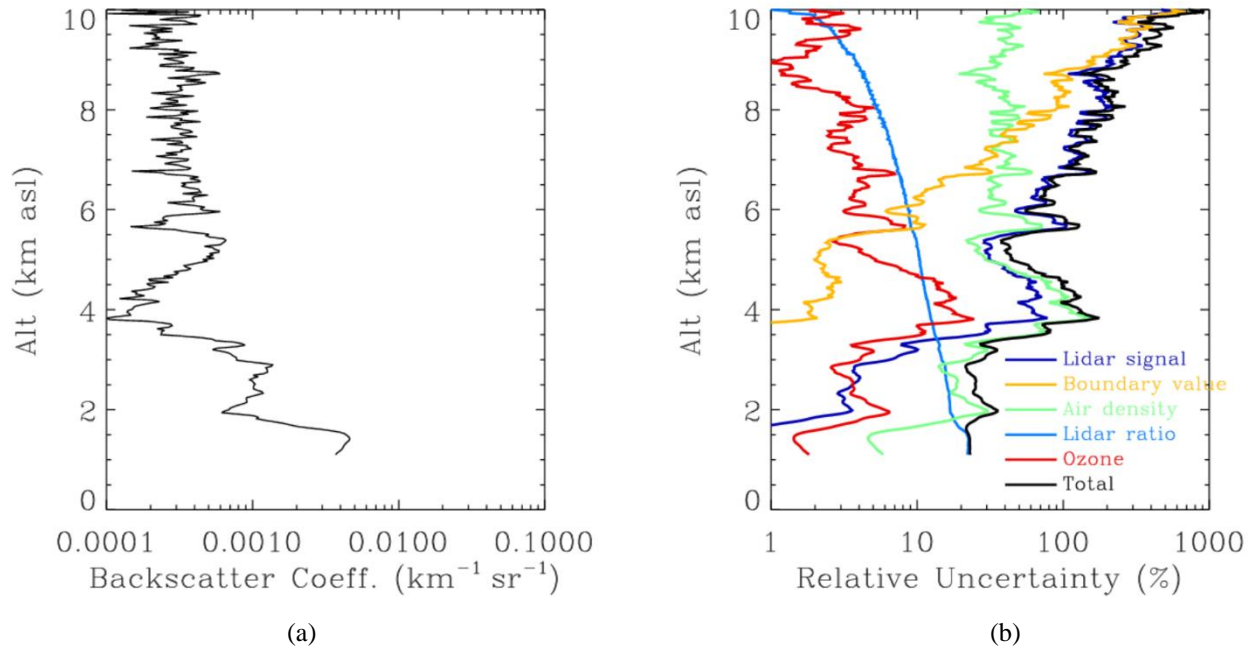 10
8
6
4
2
0
Alt (km asl)
0.0001 0.0010 0.0100 0.1000
Backscatter Coeff. (km⁻¹ sr⁻¹)
(a)
10
8
6
4
2
0
Alt (km asl)
Lidar signal
Boundary value
Air density
Lidar ratio
Ozone
Total
1 10 100 1000
Relative Uncertainty (%)
(b)